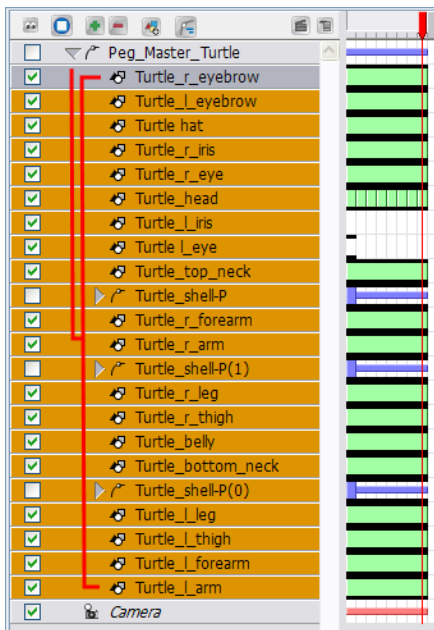 Peg_Master_Turtle
Turtle_r_eyebrow
Turtle_l_eyebrow
Turtle hat
Turtle_r_iris
Turtle_r_eye
Turtle_head
Turtle_l_iris
Turtle l_eye
Turtle_top_neck
Turtle_shell-P
Turtle_r_forearm
Turtle_r_arm
Turtle_shell-P(1)
Turtle_r_leg
Turtle_r_thigh
Turtle_belly
Turtle_bottom_neck
Turtle_shell-P(0)
Turtle_l_leg
Turtle_l_thigh
Turtle_l_forearm
Turtle_l_arm
Camera